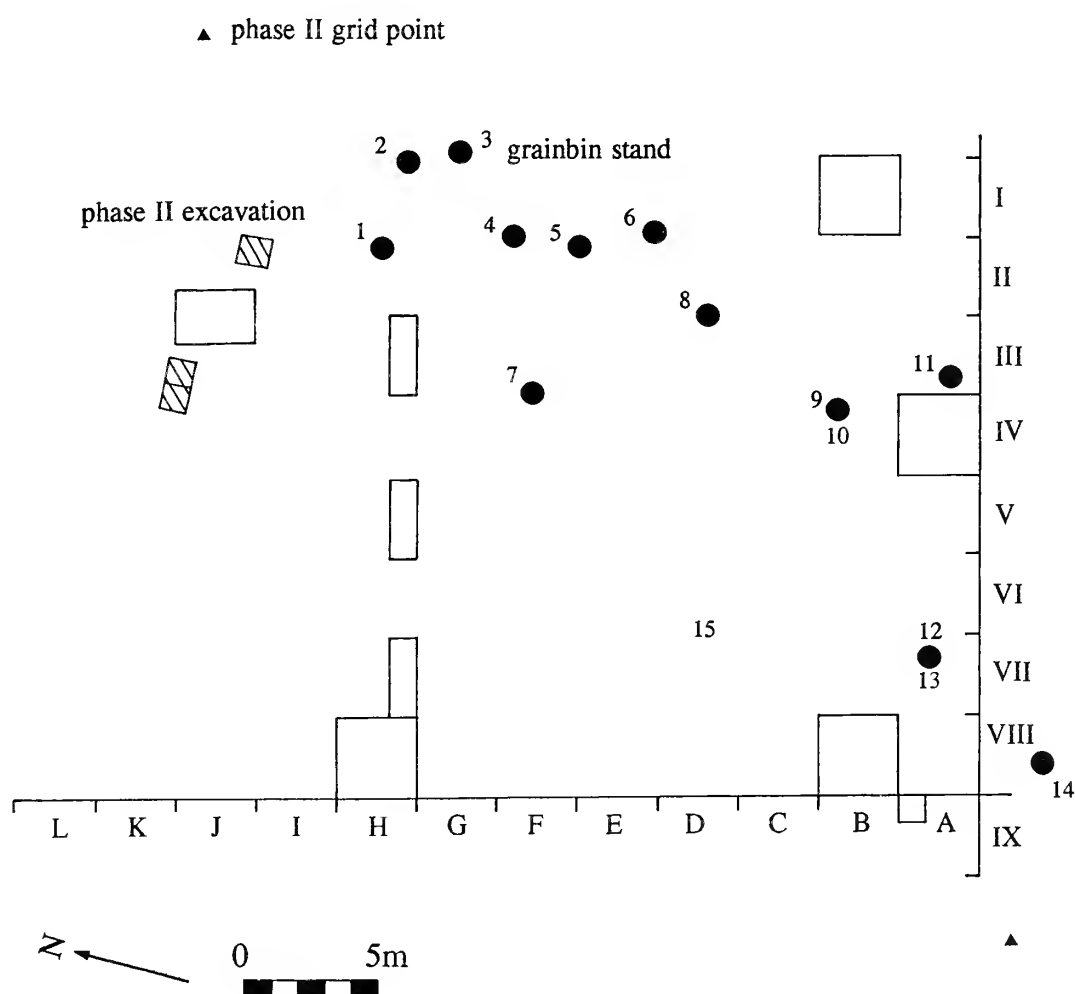 ▲ phase II grid point
2
3
grainbin stand
I
phase II excavation
1
4
5
6
II
8
III
11
7
9
10
IV
V
VI
15
12
13
VII
VIII
14
L K J I H G F E D C B A
IX
N
0 5m
▲